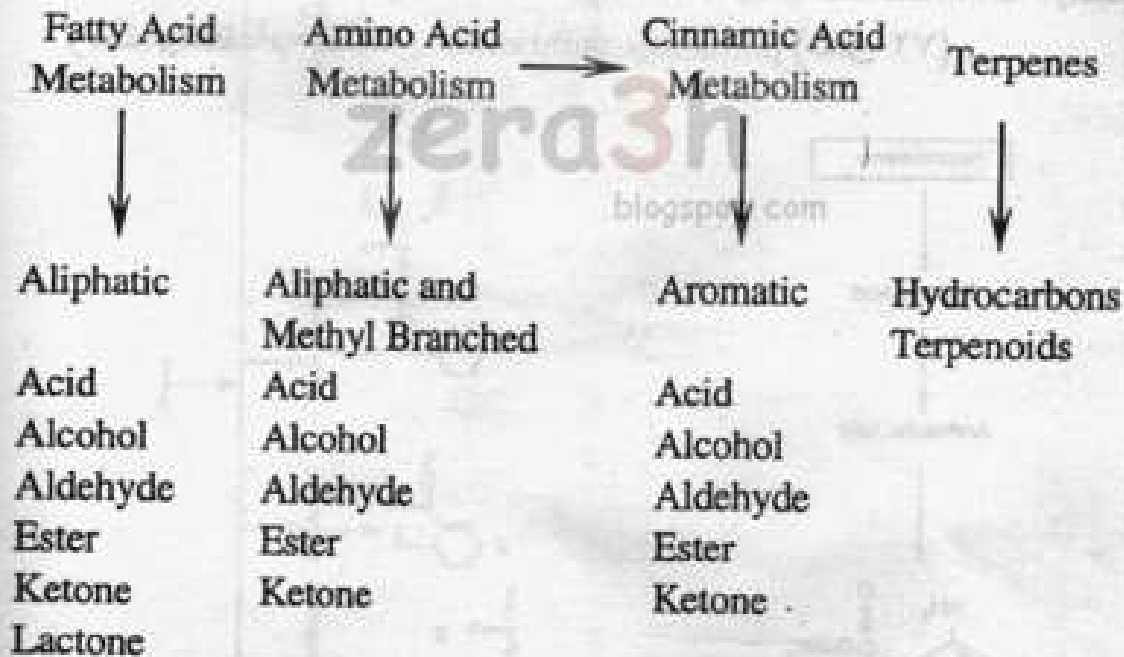 Fatty Acid
Metabolism
Amino Acid
Metabolism
Cinnamic Acid
Metabolism
Terpenes
zera3n
blogspot.com
Aliphatic
Acid
Alcohol
Aldehyde
Ester
Ketone
Lactone
Aliphatic and
Methyl Branched
Acid
Alcohol
Aldehyde
Ester
Ketone
Aromatic
Acid
Alcohol
Aldehyde
Ester
Ketone
Hydrocarbons
Terpenoids